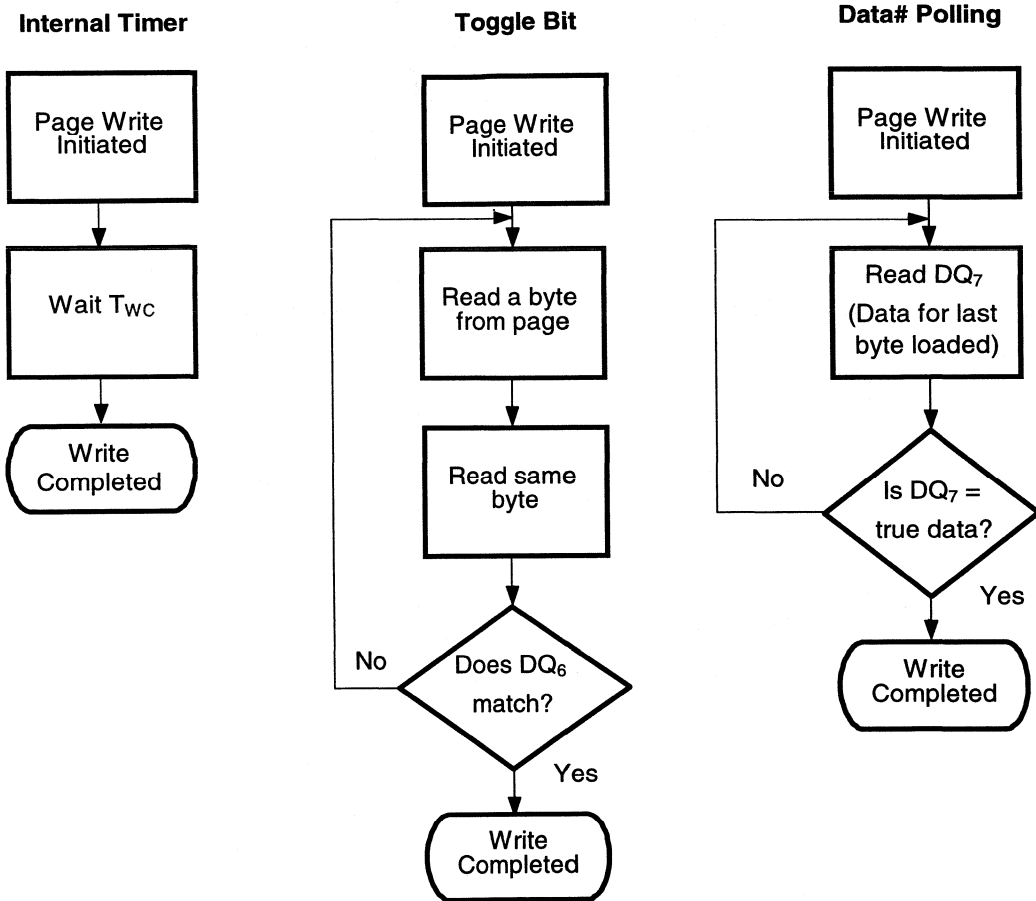 Internal Timer
Page Write
Initiated
Wait TWC
Write
Completed
Toggle Bit
Page Write
Initiated
Read a byte
from page
Read same
byte
Does DQ6
match?
No
Yes
Write
Completed
Data# Polling
Page Write
Initiated
Read DQ7
(Data for last
byte loaded)
Is DQ7 =
true data?
No
Yes
Write
Completed